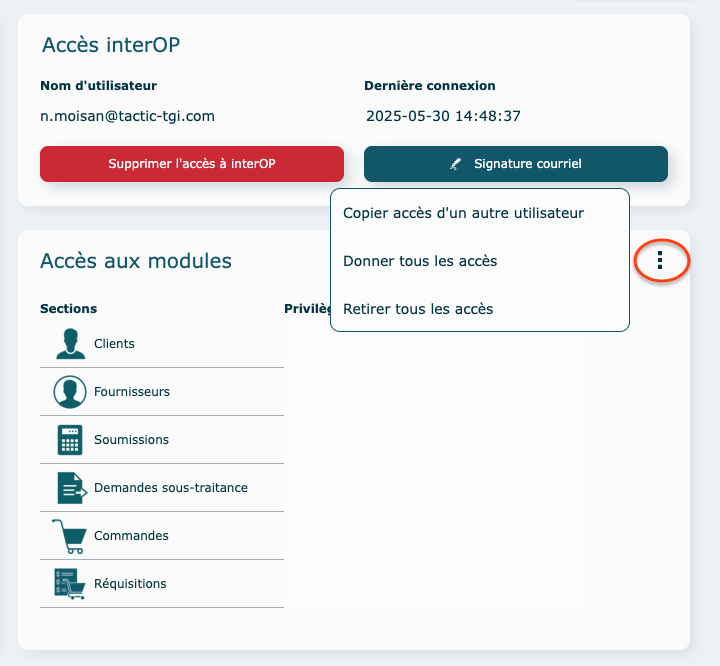 Accès interOP
Nom d'utilisateur
Dernière connexion
n.moisan@tactic-tgi.com
2025-05-30 14:48:37
Supprimer l'accès à interOP
Signature courriel
Copier accès d'un autre utilisateur
Donner tous les accès
Retirer tous les accès
Accès aux modules
Sections
Clients
Fournisseurs
Soumissions
Demandes sous-traitance
Commandes
Réquisitions